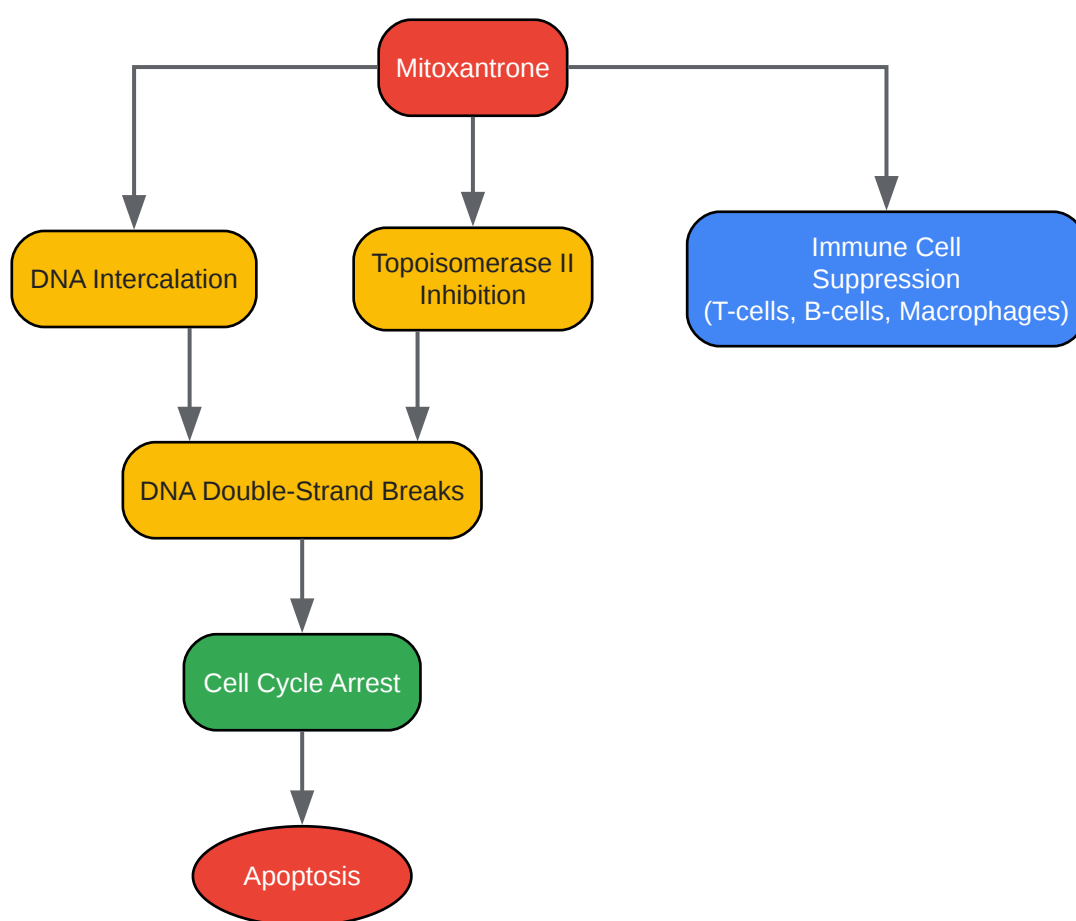 Mitoxantrone
DNA Intercalation
Topoisomerase II
Inhibition
Immune Cell
Suppression
(T-cells, B-cells, Macrophages)
DNA Double-Strand Breaks
Cell Cycle Arrest
Apoptosis